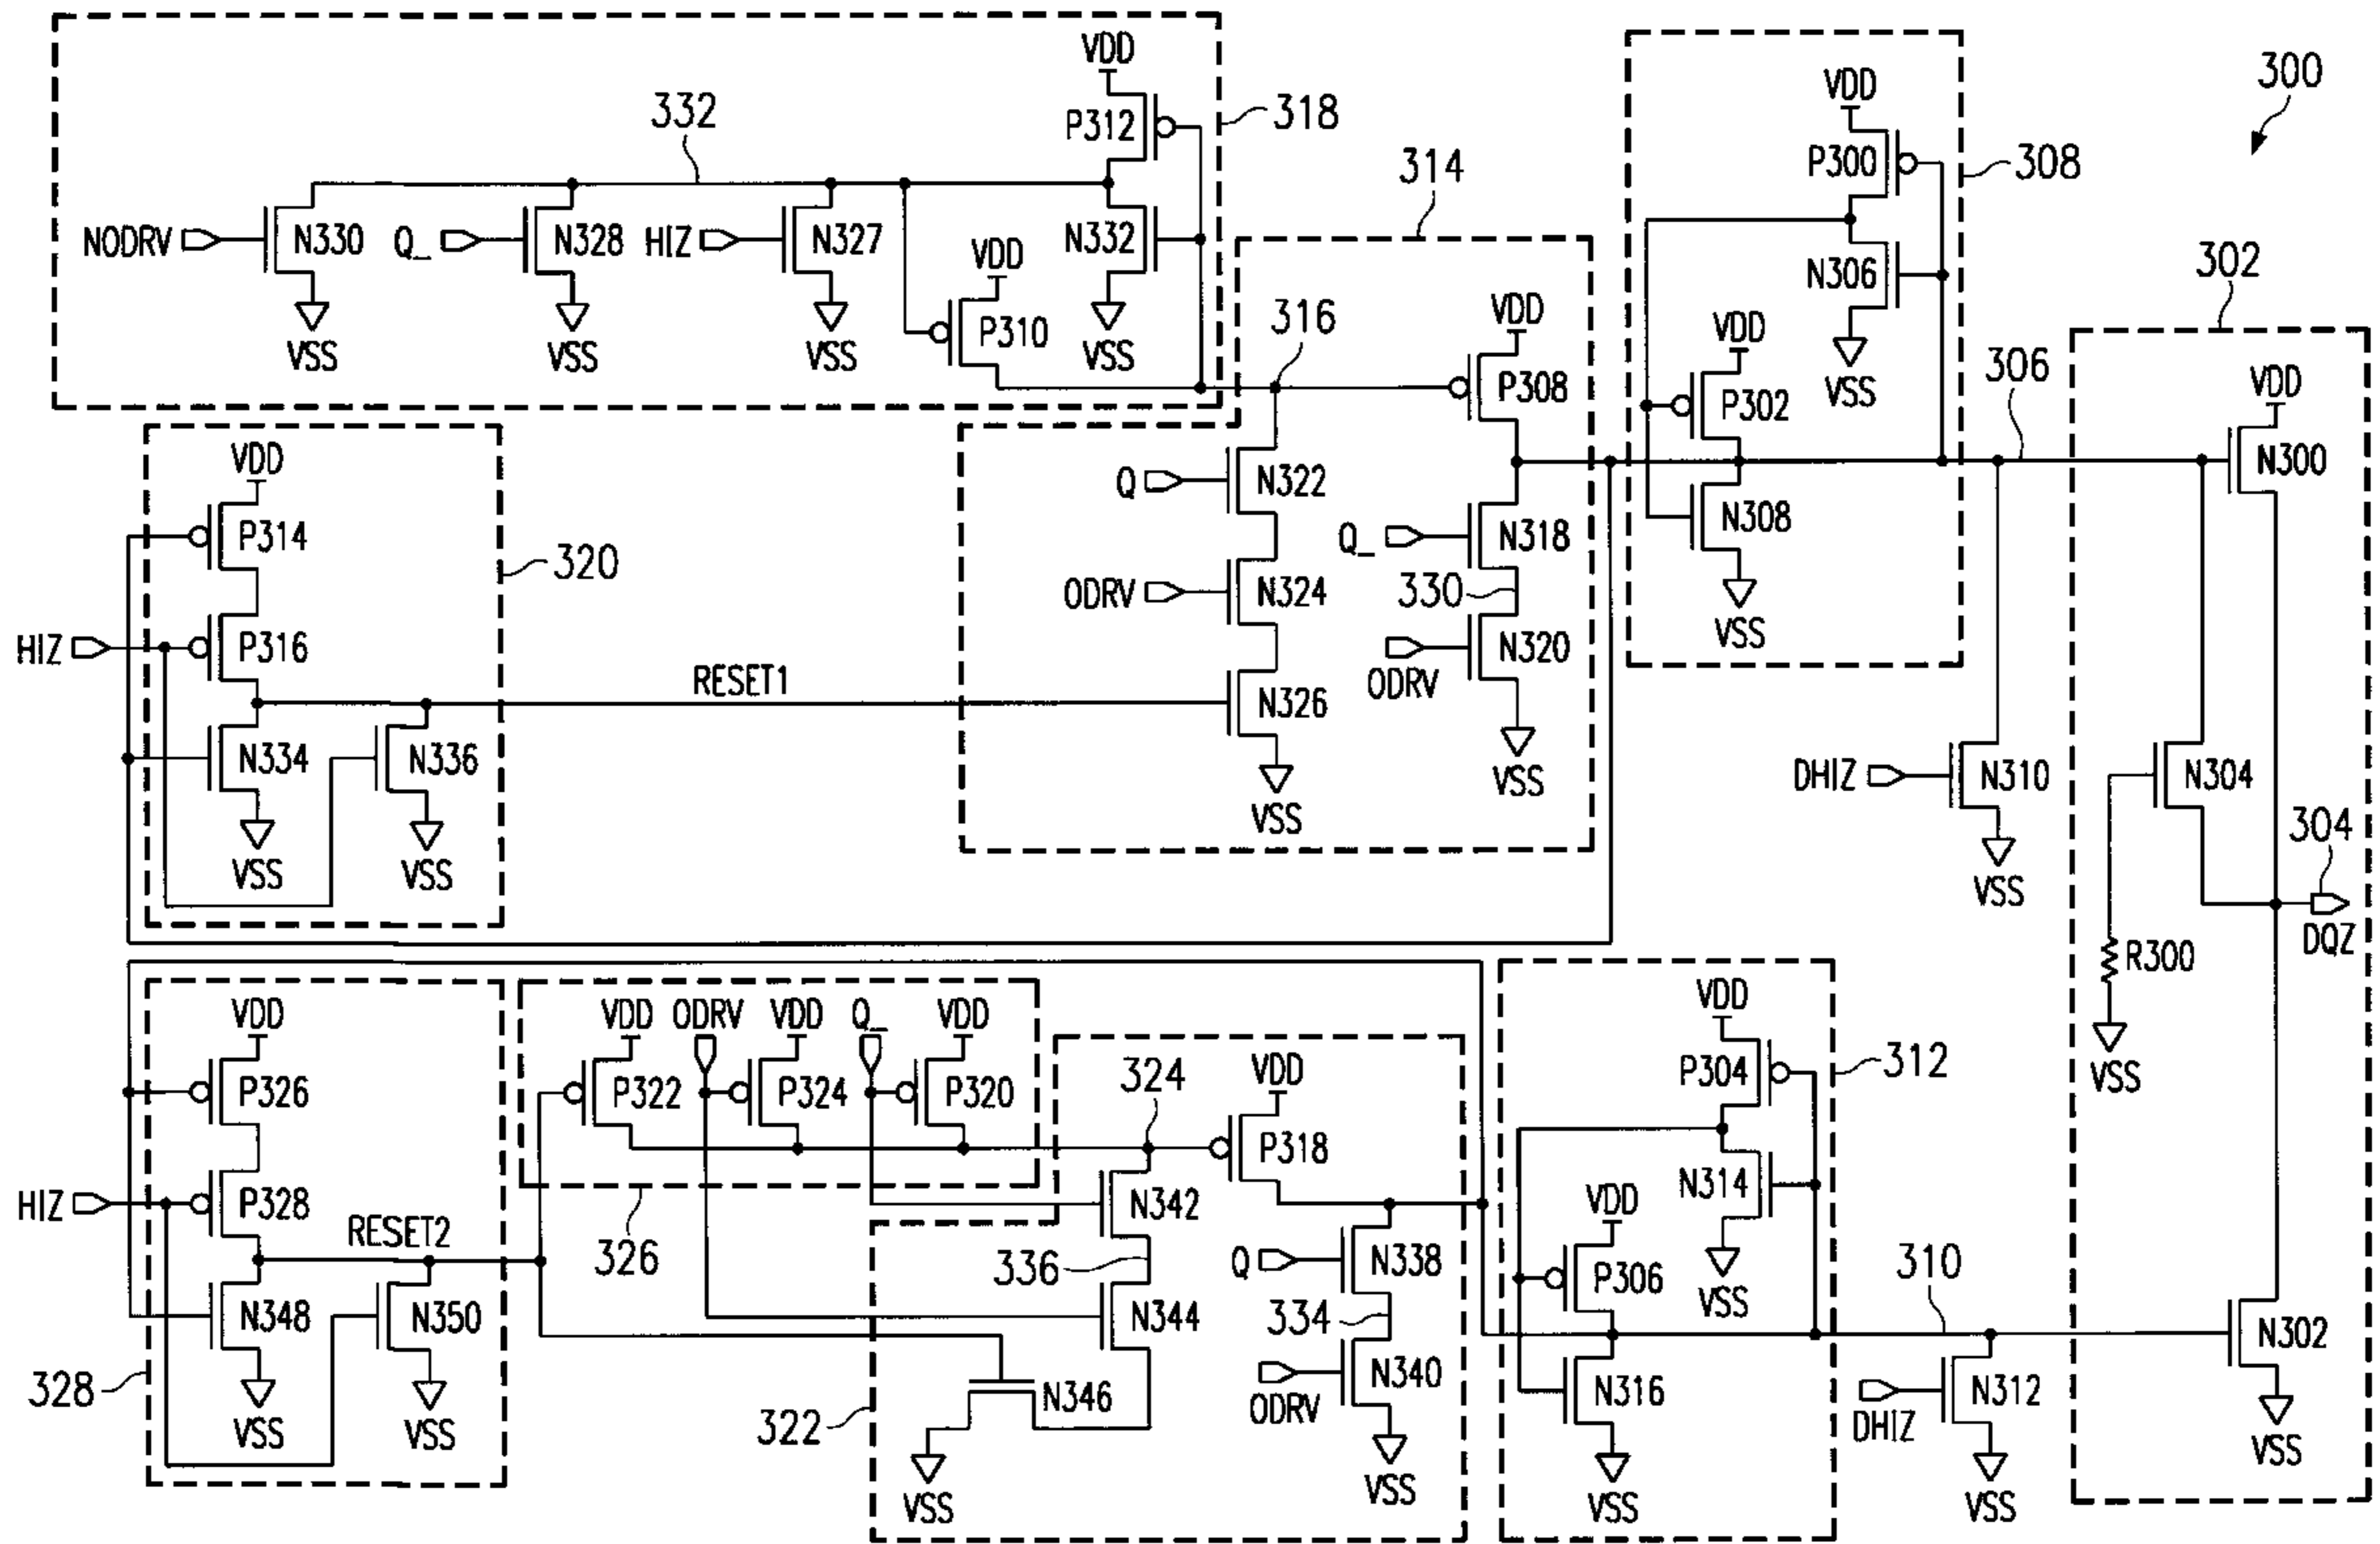 300
VDD
P312
318
332
NODRV
N330
Q_
N328
HIZ
N327
N332
VDD
P310
VSS
VSS
VSS
VSS
314
316
VDD
P308
Q
N322
Q_
N318
ODRV
N324
330
N320
ODRV
N326
VSS
VSS
VDD
P300
308
N306
VSS
VDD
P302
N308
VSS
306
302
VDD
N300
DHIZ
N310
VSS
N304
304
DQZ
R300
VSS
VDD
P314
320
HIZ
P316
RESET1
N334
N336
VSS
VSS
VDD
P326
HIZ
P328
RESET2
N348
N350
328
VSS
VSS
VDD
ODRV
VDD
Q_
VDD
P322
P324
P320
326
324
VDD
P318
N342
336
Q
N338
N344
334
N340
ODRV
N346
322
VSS
VSS
VDD
P304
312
N314
VSS
VDD
P306
N316
VSS
310
DHIZ
N312
VSS
N302
VSS